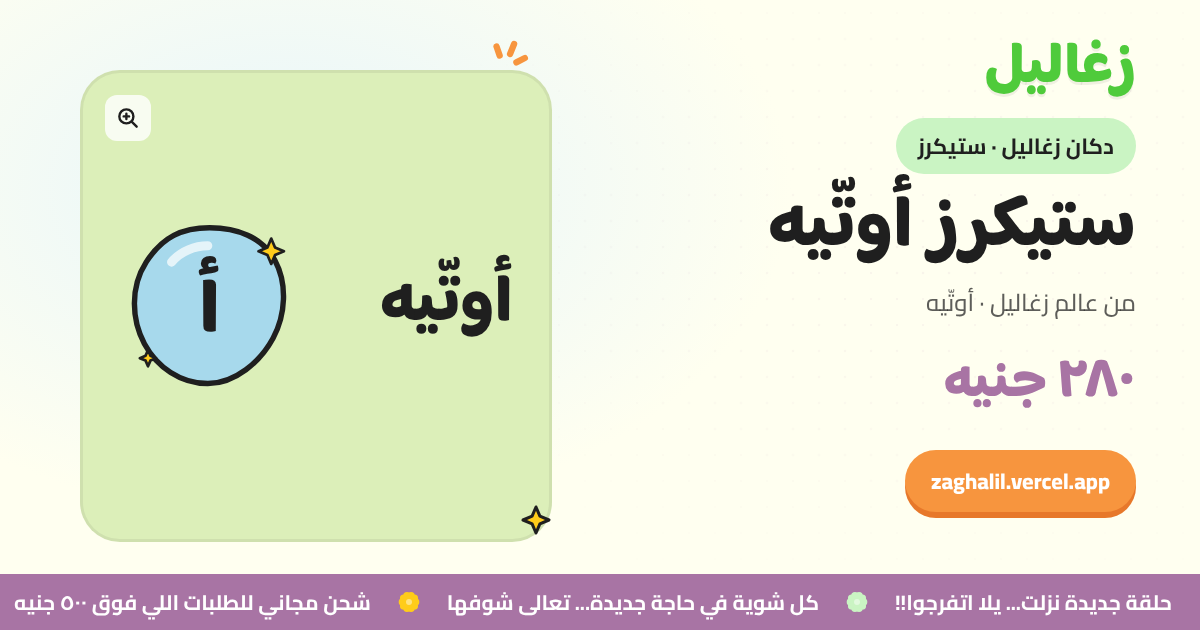 زغاليل
دكان زغاليل · ستيكرز
ستيكرز أوتّيه
من عالم زغاليل · أوتّيه
٢٨٠ جنيه
zaghalil.vercel.app
أوتّيه
أ
حلقة جديدة نزلت... يلا اتفرجوا!!
كل شوية في حاجة جديدة... تعالى شوفها
شحن مجاني للطلبات اللي فوق ٥٠٠ جنيه